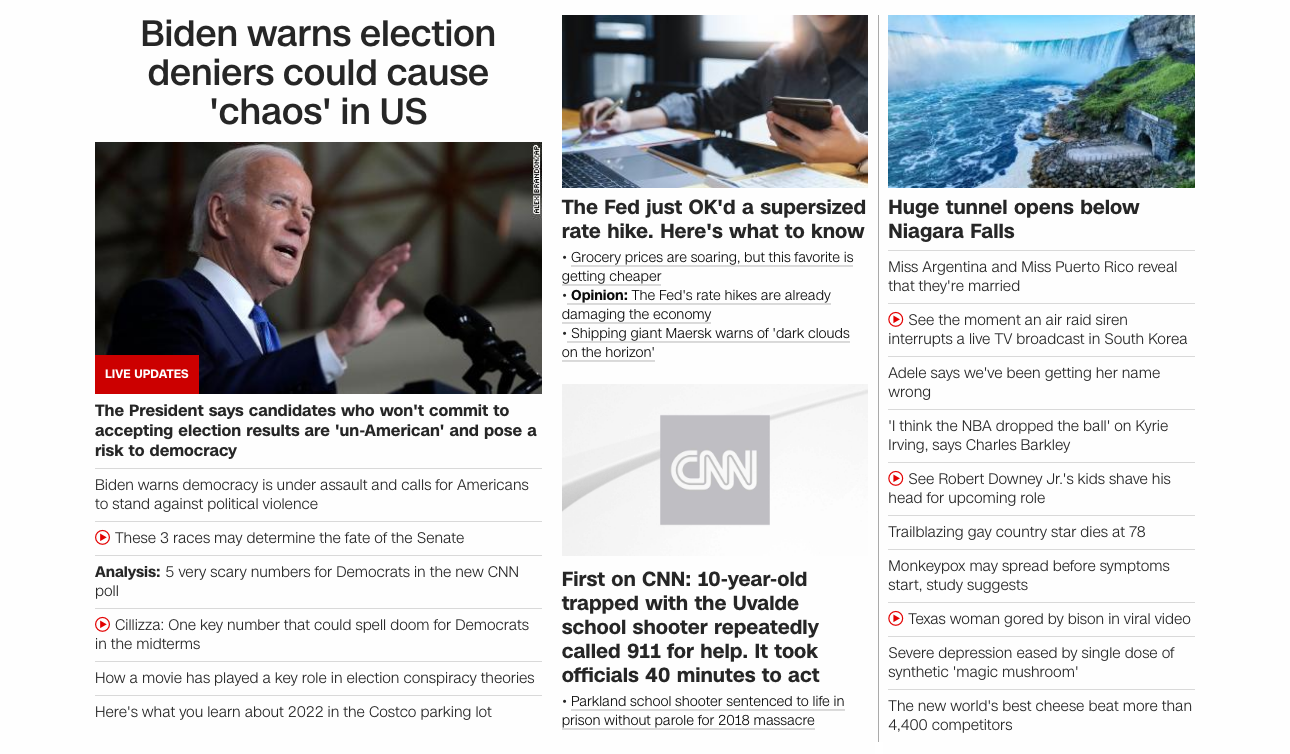 Biden warns election
deniers could cause
'chaos' in US
ALEX BRANDON/AP
LIVE UPDATES
The President says candidates who won't commit to
accepting election results are 'un-American' and pose a
risk to democracy
Biden warns democracy is under assault and calls for Americans
to stand against political violence
These 3 races may determine the fate of the Senate
Analysis: 5 very scary numbers for Democrats in the new CNN
poll
Cillizza: One key number that could spell doom for Democrats
in the midterms
How a movie has played a key role in election conspiracy theories
Here's what you learn about 2022 in the Costco parking lot
The Fed just OK'd a supersized
rate hike. Here's what to know
• Grocery prices are soaring, but this favorite is
getting cheaper
• Opinion: The Fed's rate hikes are already
damaging the economy
• Shipping giant Maersk warns of 'dark clouds
on the horizon'
CNN
First on CNN: 10-year-old
trapped with the Uvalde
school shooter repeatedly
called 911 for help. It took
officials 40 minutes to act
• Parkland school shooter sentenced to life in
prison without parole for 2018 massacre
Huge tunnel opens below
Niagara Falls
Miss Argentina and Miss Puerto Rico reveal
that they're married
See the moment an air raid siren
interrupts a live TV broadcast in South Korea
Adele says we've been getting her name
wrong
'I think the NBA dropped the ball' on Kyrie
Irving, says Charles Barkley
See Robert Downey Jr.'s kids shave his
head for upcoming role
Trailblazing gay country star dies at 78
Monkeypox may spread before symptoms
start, study suggests
Texas woman gored by bison in viral video
Severe depression eased by single dose of
synthetic 'magic mushroom'
The new world's best cheese beat more than
4,400 competitors